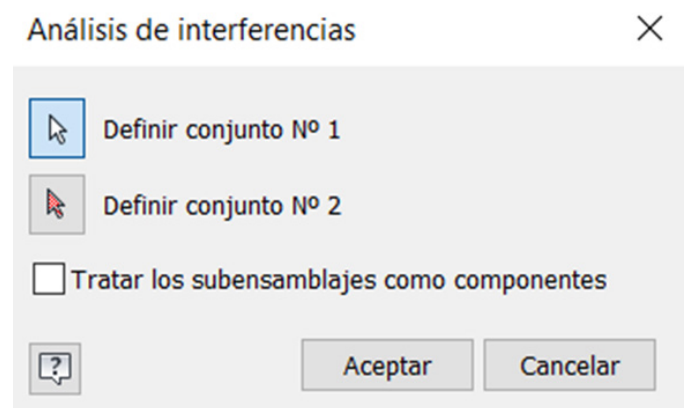 Análisis de interferencias
Definir conjunto Nº 1
Definir conjunto Nº 2
Tratar los subensamblajes como componentes
?
Aceptar Cancelar